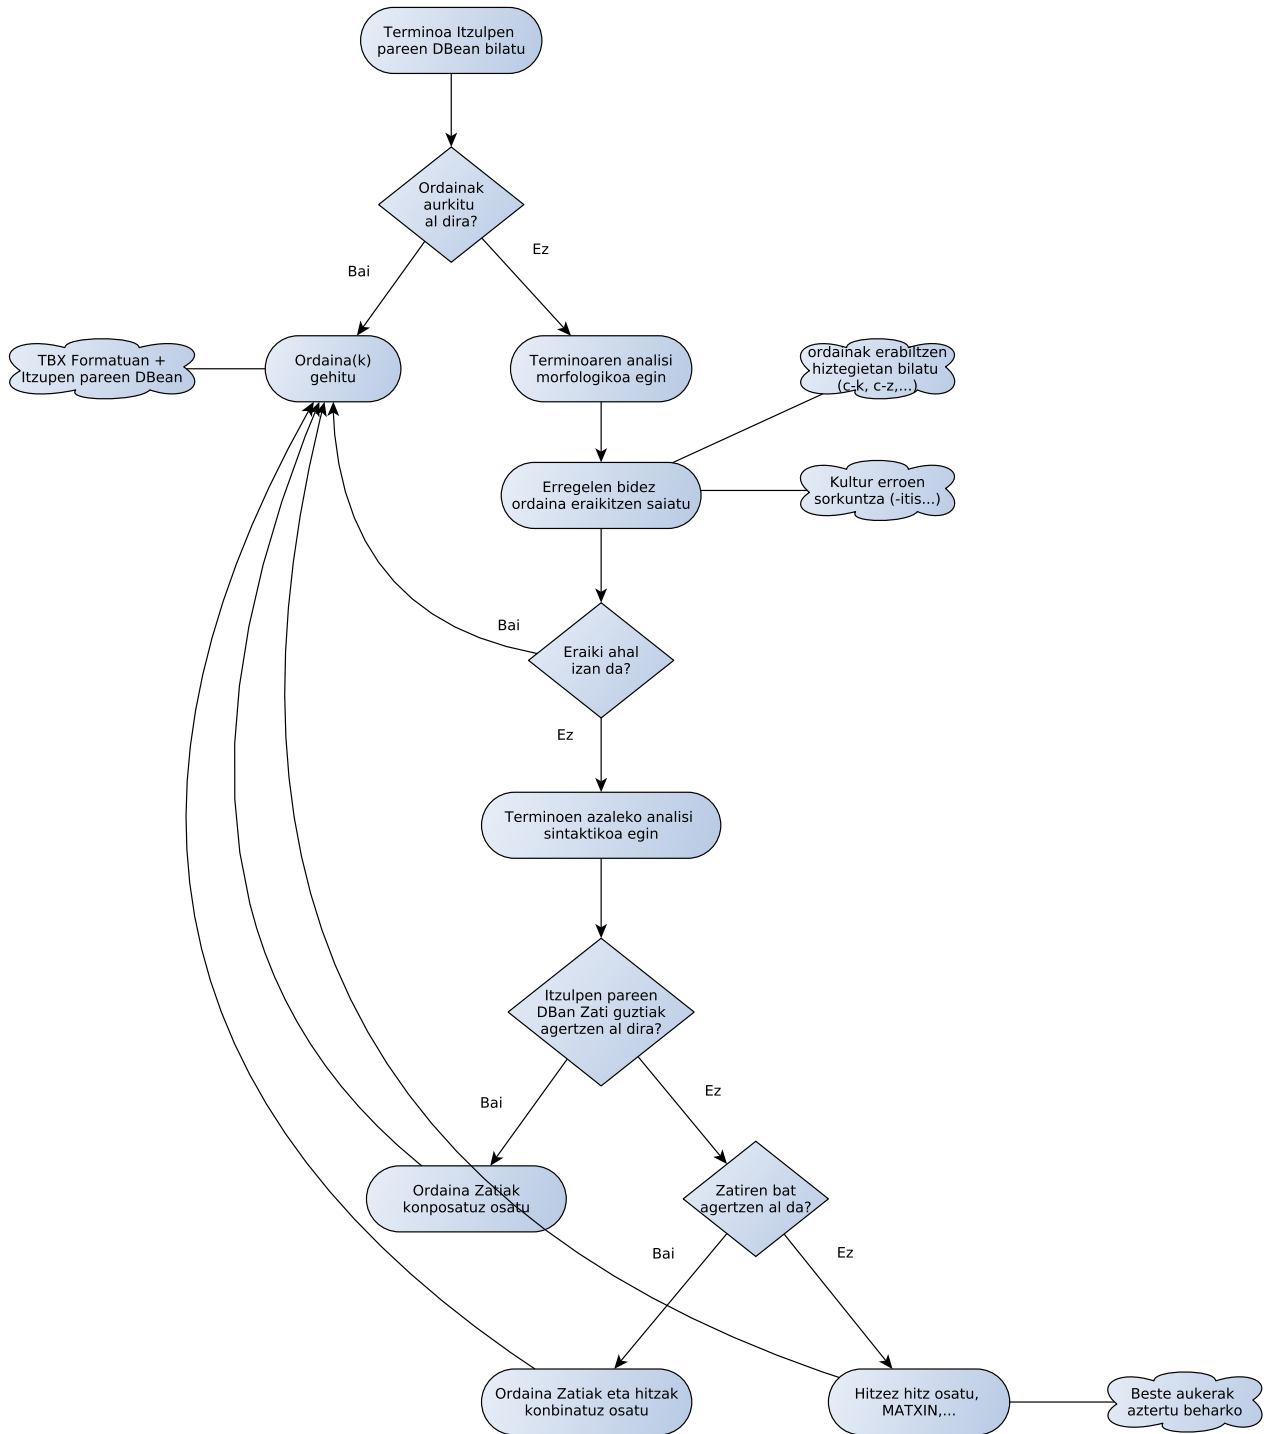 Terminoa Itzulpen
pareen DBean bilatu
Ordainak
aurkitu
al dira?
Bai
Ez
TBX Formatuan +
Itzupen pareen DBean
Ordaina(k)
gehitu
Terminoaren analisi
morfologikoa egin
ordainak erabiltzen
hiztegietan bilatu
(c-k, c-z,...)
Erregelen bidez
ordaina eraikitzen saiatu
Kultur erroen
sorkuntza (-itis...)
Bai
Eraiki ahal
izan da?
Ez
Terminoen azaleko analisi
sintaktikoa egin
Itzulpen pareen
DBan Zati guztiak
agertzen al dira?
Bai
Ez
Ordaina Zatiak
konposatuz osatu
Zatiren bat
agertzen al da?
Bai
Ez
Ordaina Zatiak eta hitzak
konbinatuz osatu
Hitzez hitz osatu,
MATXIN,...
Beste aukerak
aztertu beharko